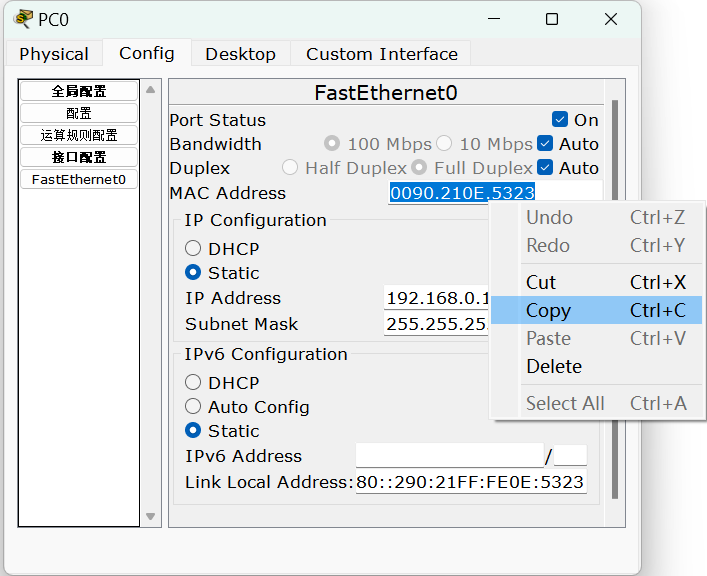 PC0
Physical Config Desktop Custom Interface
全局配置
配置
运算规则配置
接口配置
FastEthernet0
FastEthernet0
Port Status On
Bandwidth 100 Mbps 10 Mbps Auto
Duplex Half Duplex Full Duplex Auto
MAC Address 0090.210E.5323
IP Configuration
DHCP
Static
IP Address 192.168.0.1
Subnet Mask 255.255.25
IPv6 Configuration
DHCP
Auto Config
Static
IPv6 Address /
Link Local Address: 80::290:21FF:FE0E:5323
Undo Ctrl+Z
Redo Ctrl+Y
Cut Ctrl+X
Copy Ctrl+C
Paste Ctrl+V
Delete
Select All Ctrl+A